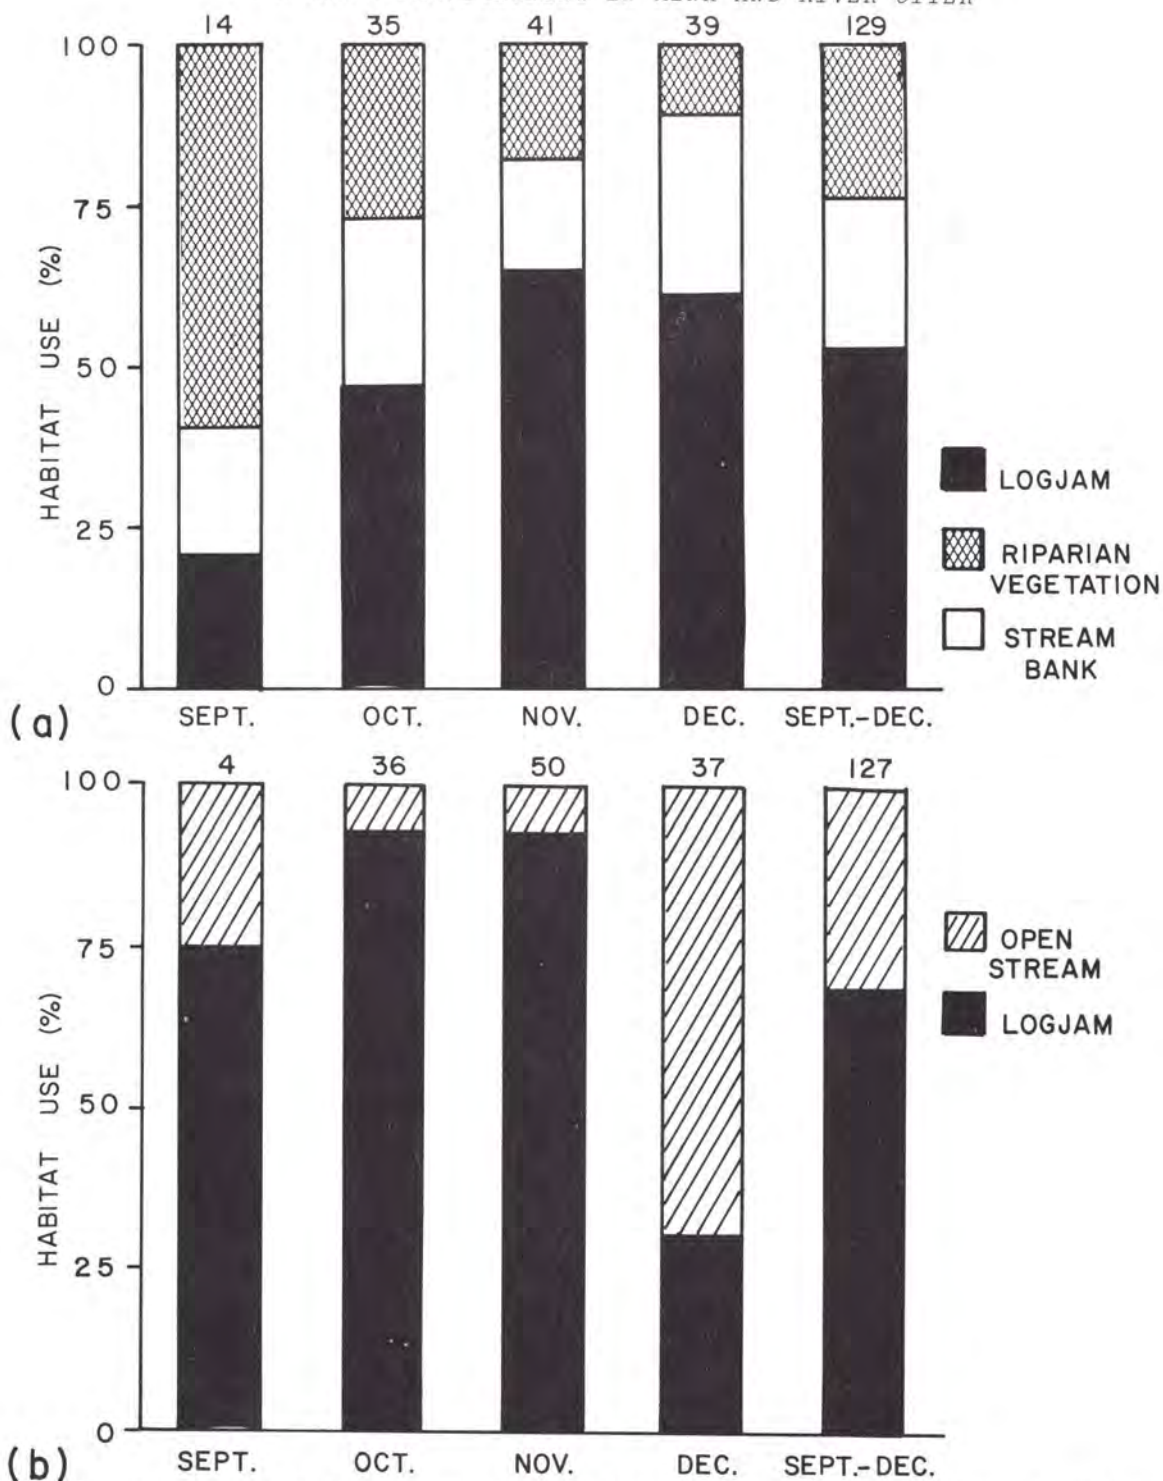 14 35 41 39 129
100
75
50
25
0
HABITAT USE (%)
LOGJAM
RIPARIAN
VEGETATION
STREAM
BANK
(a)
SEPT. OCT. NOV. DEC. SEPT.-DEC.
4 36 50 37 127
100
75
50
25
0
HABITAT USE (%)
OPEN
STREAM
LOGJAM
(b)
SEPT. OCT. NOV. DEC. SEPT.-DEC.